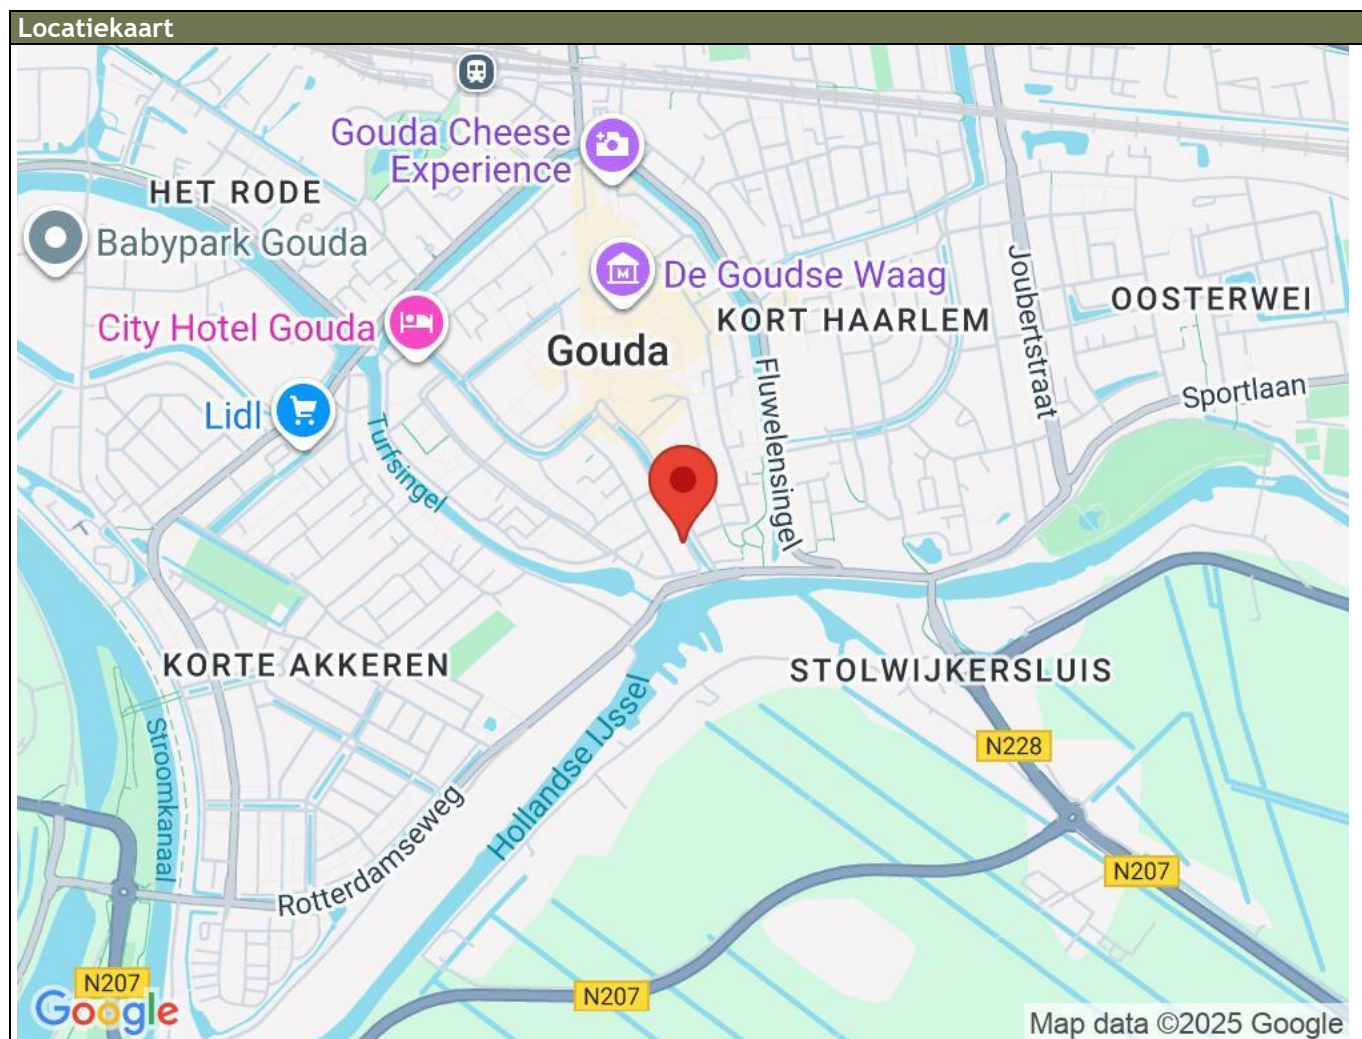 Locatiekaart
Gouda Cheese
Experience
HET RODE
Babypark Gouda
De Goudse Waag
City Hotel Gouda
KORT HAARLEM
OOSTERWEI
Gouda
Joubertstraat
Sportlaan
Lidl
Turfsingel
Fluwelensingel
KORTE AKKEREN
STOLWIJKERSLUIS
Hollandse IJssel
N228
Stroomkanaal
Rotterdamseweg
N207
N207
N207
Google
Map data ©2025 Google